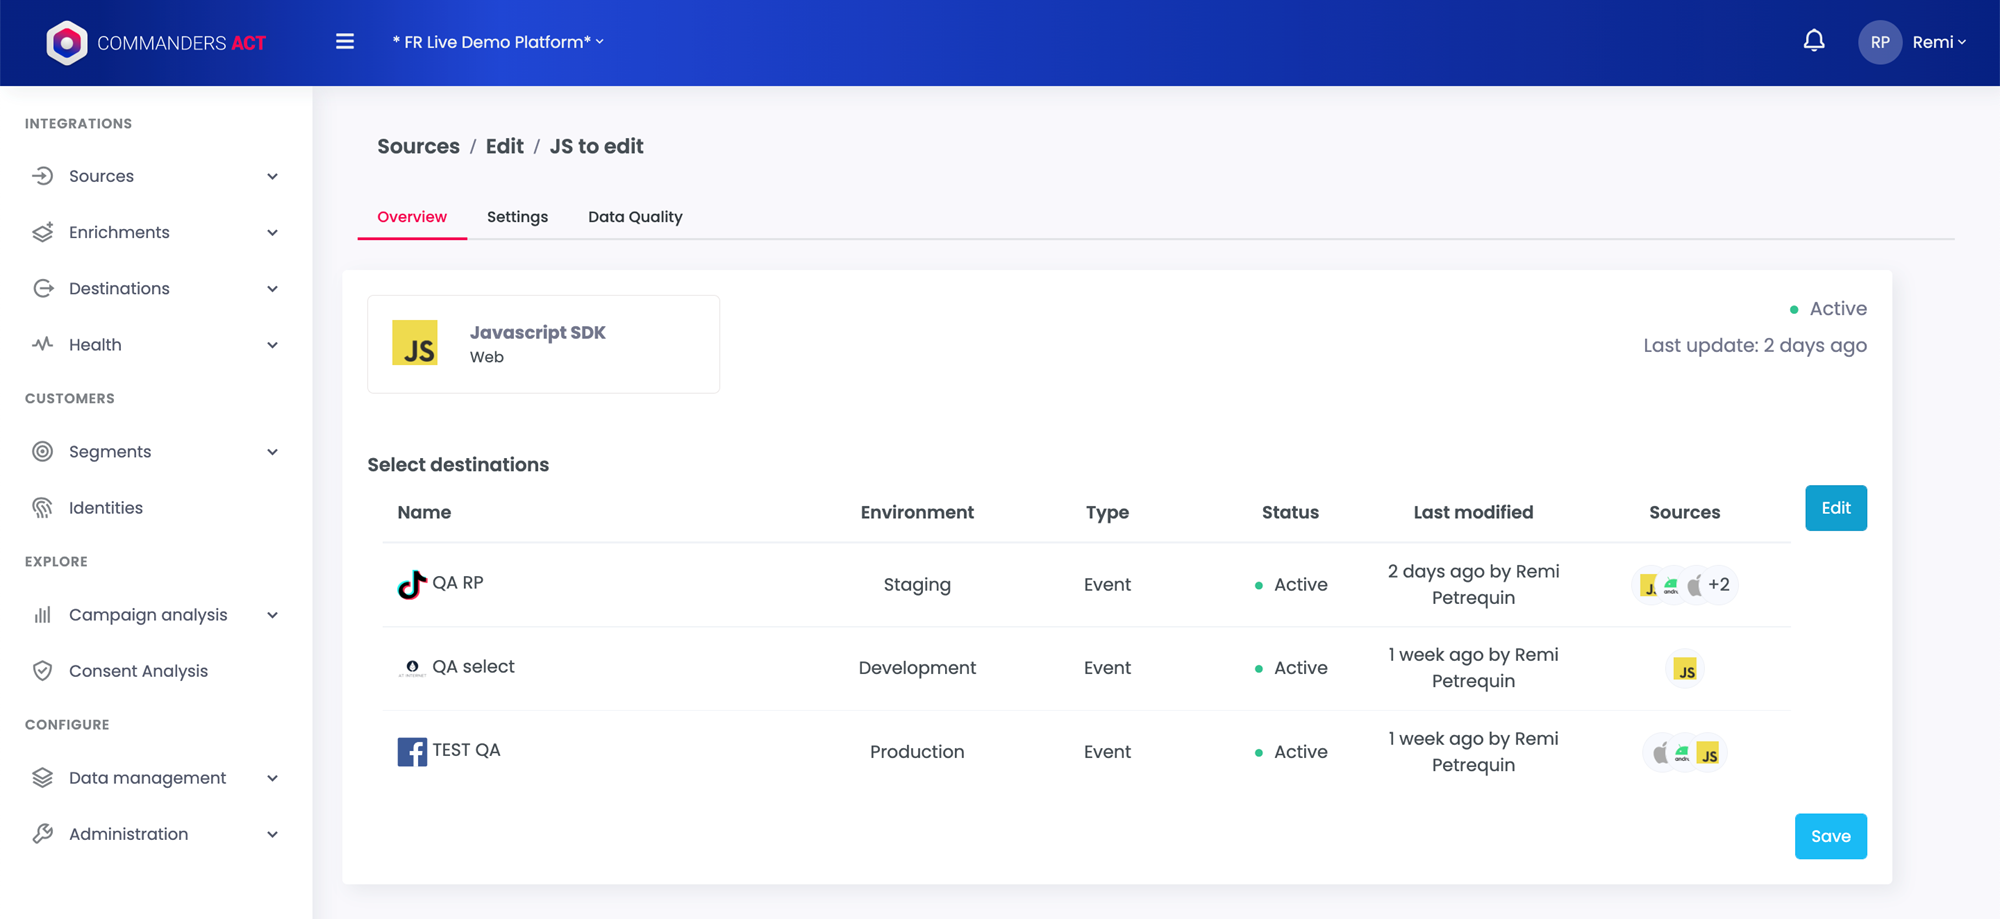 COMMANDERS ACT
* FR Live Demo Platform*
RP
Remi
INTEGRATIONS
Sources
Enrichments
Destinations
Health
CUSTOMERS
Segments
Identities
EXPLORE
Campaign analysis
Consent Analysis
CONFIGURE
Data management
Administration
Sources / Edit / JS to edit
Overview Settings Data Quality
JS
Javascript SDK
Web
Active
Last update: 2 days ago
Select destinations
Name Environment Type Status Last modified Sources
Edit
QA RP Staging Event Active 2 days ago by Remi Petrequin +2
AT INTERNET
QA select Development Event Active 1 week ago by Remi Petrequin JS
TEST QA Production Event Active 1 week ago by Remi Petrequin JS
Save